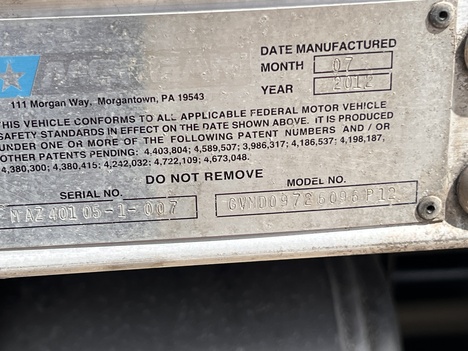 DATE MANUFACTURED
MONTH 07
YEAR 2012
111 Morgan Way, Morgantown, PA 19543
THIS VEHICLE CONFORMS TO ALL APPLICABLE FEDERAL MOTOR VEHICLE
SAFETY STANDARDS IN EFFECT ON THE DATE SHOWN ABOVE. IT IS PRODUCED
UNDER ONE OR MORE OF THE FOLLOWING PATENT NUMBERS AND / OR
OTHER PATENTS PENDING: 4,403,804; 4,589,507; 3,986,317; 4,186,537; 4,198,187,
4,380,300; 4,380,415; 4,242,032; 4,722,109; 4,673,048.
DO NOT REMOVE
SERIAL NO. MODEL NO.
MAZ40105-1-007